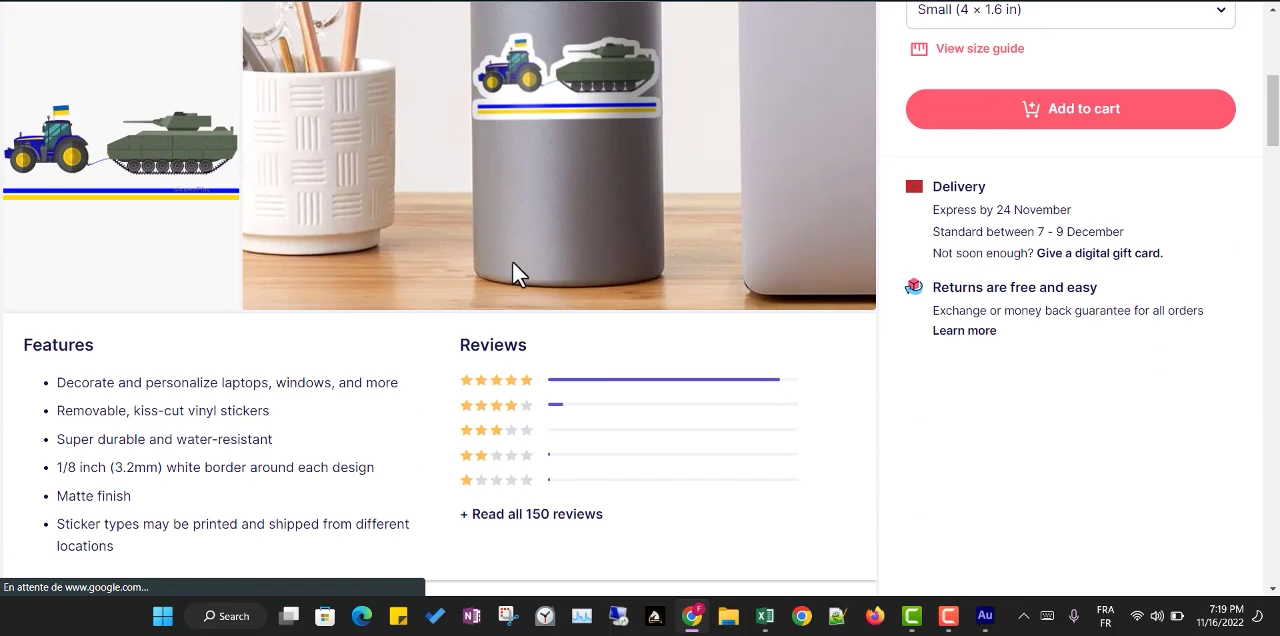 Small (4 × 1.6 in)
View size guide
Add to cart
Delivery
Express by 24 November
Standard between 7 - 9 December
Not soon enough? Give a digital gift card.
Returns are free and easy
Exchange or money back guarantee for all orders
Learn more
Features
• Decorate and personalize laptops, windows, and more
• Removable, kiss-cut vinyl stickers
• Super durable and water-resistant
• 1/8 inch (3.2mm) white border around each design
• Matte finish
• Sticker types may be printed and shipped from different
locations
Reviews
+ Read all 150 reviews
En attente de www.google.com...
Search
F
Au
FRA
FR
7:19 PM
11/16/2022